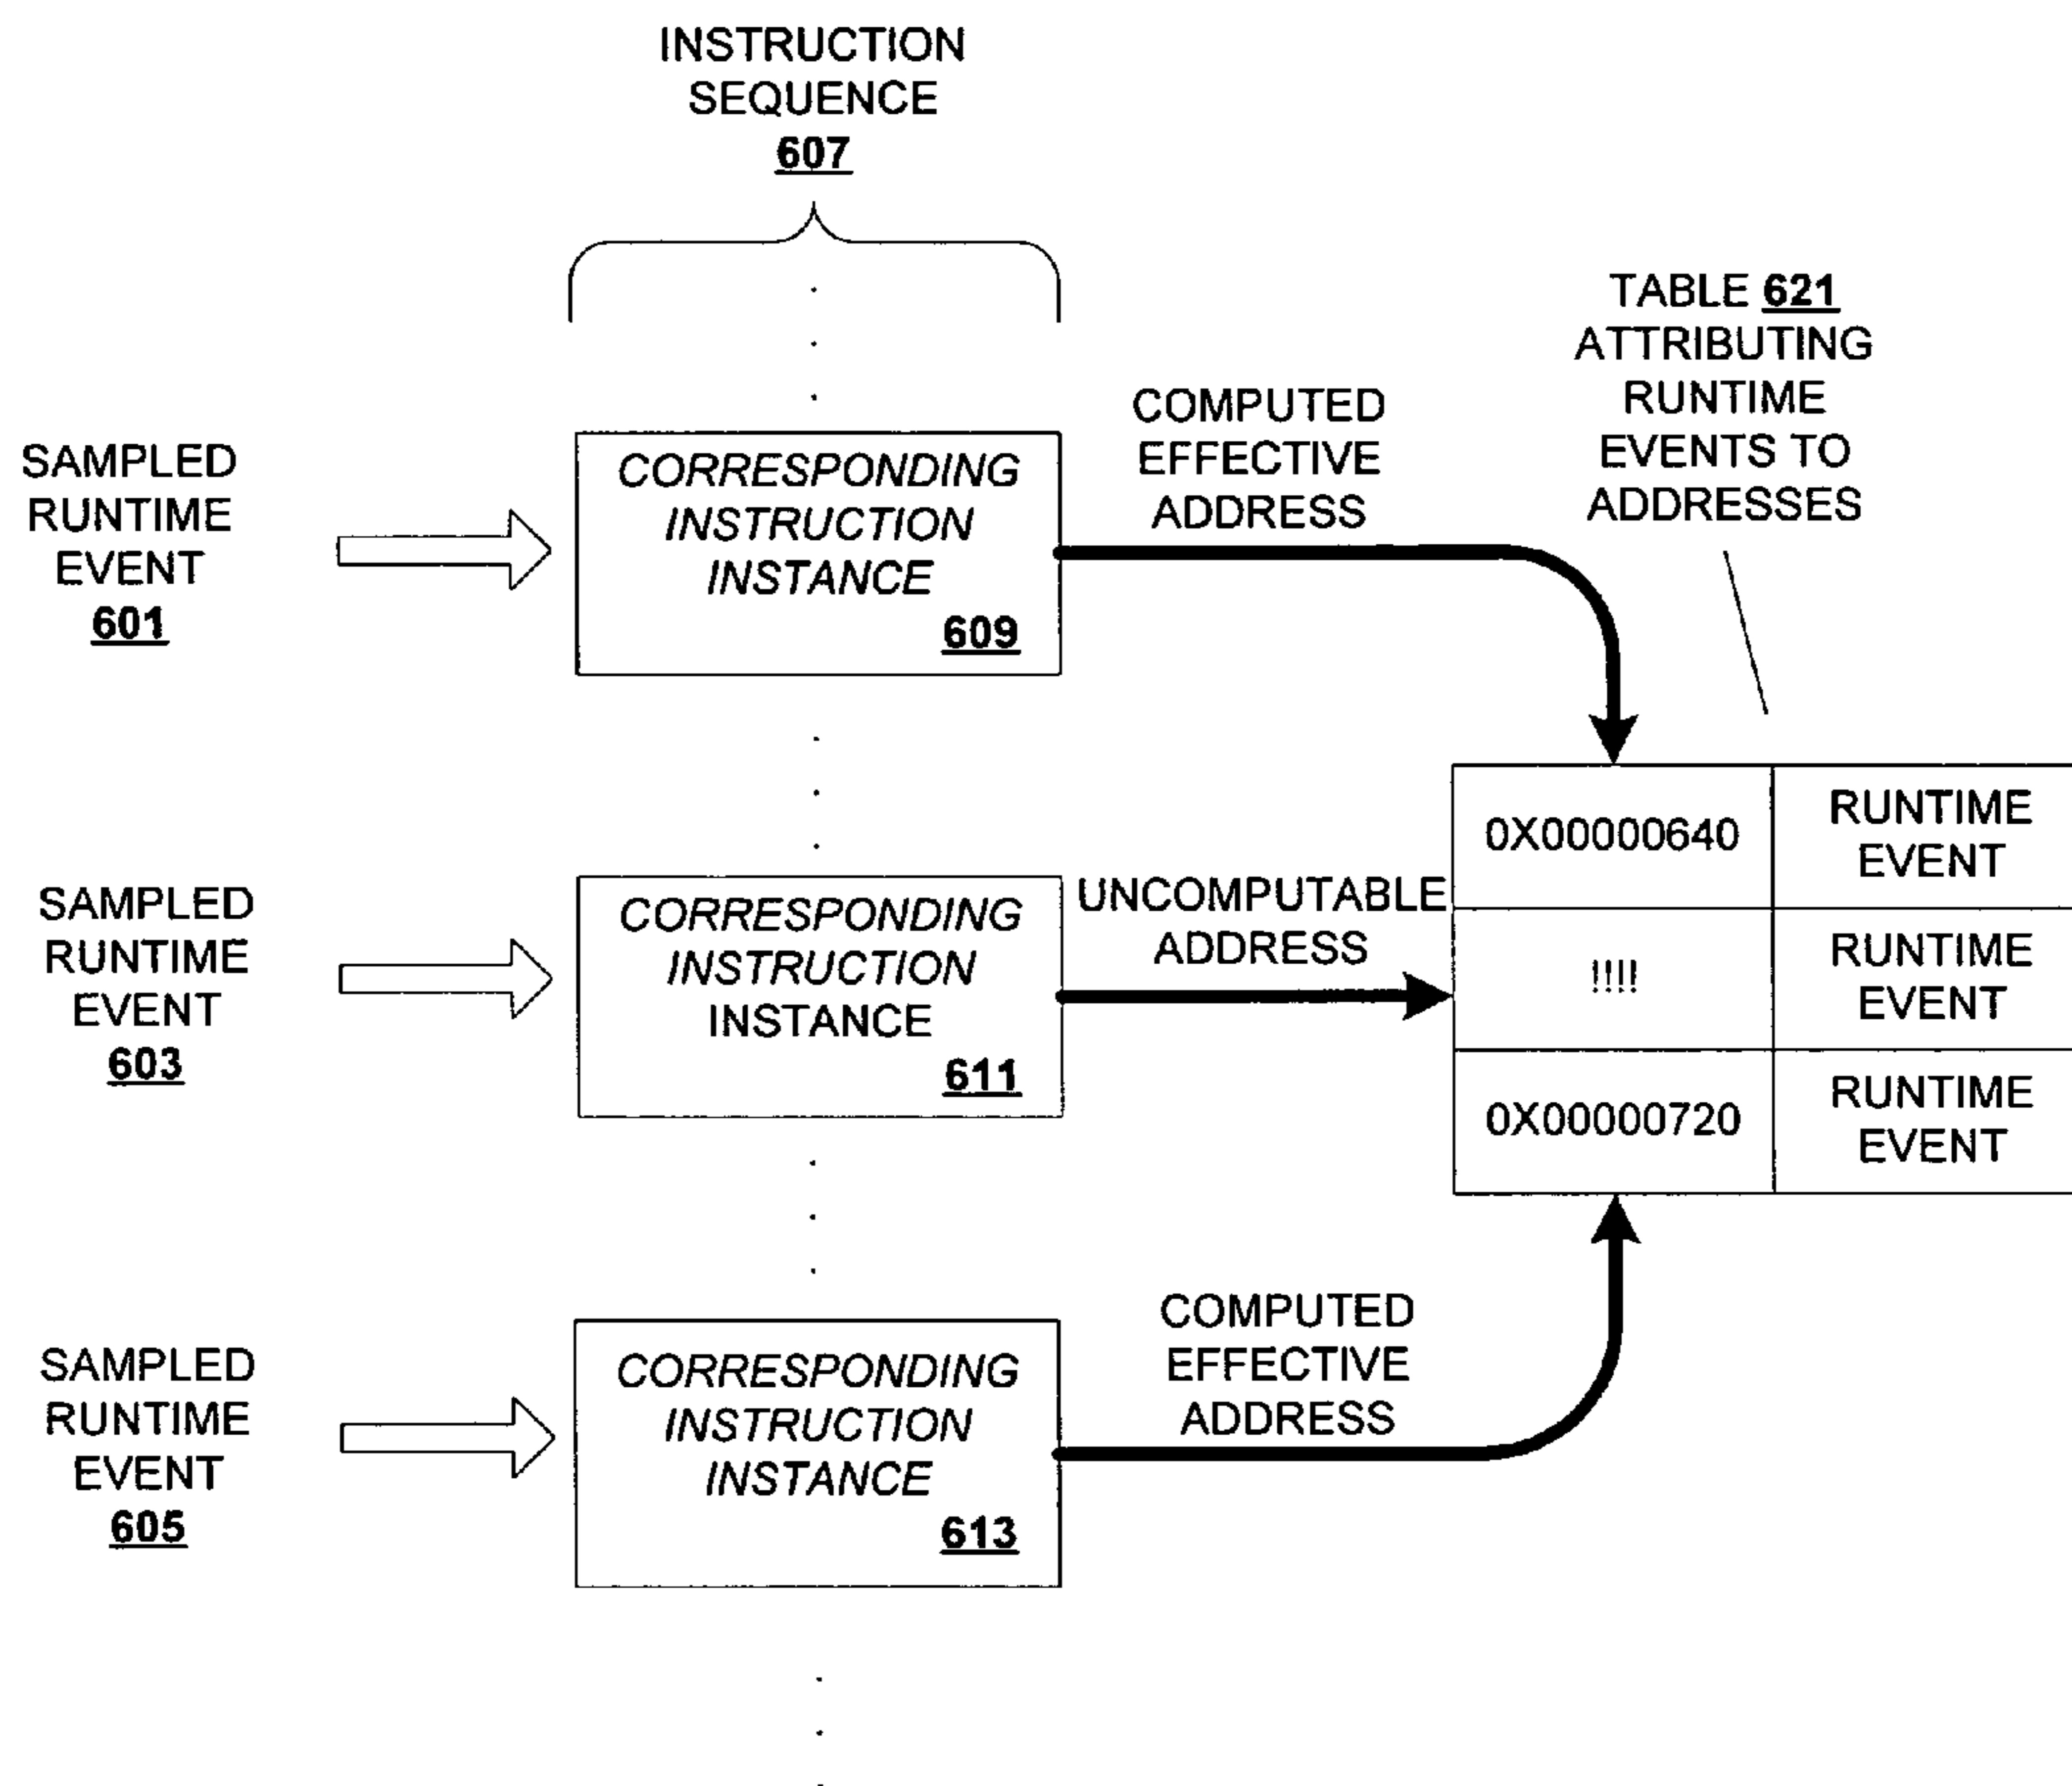 INSTRUCTION
SEQUENCE
607
TABLE 621
ATTRIBUTING
RUNTIME
EVENTS TO
ADDRESSES
SAMPLED
RUNTIME
EVENT
601
CORRESPONDING
INSTRUCTION
INSTANCE
609
COMPUTED
EFFECTIVE
ADDRESS
0X00000640
RUNTIME
EVENT
SAMPLED
RUNTIME
EVENT
603
CORRESPONDING
INSTRUCTION
INSTANCE
611
UNCOMPUTABLE
ADDRESS
!!!!
RUNTIME
EVENT
0X00000720
RUNTIME
EVENT
SAMPLED
RUNTIME
EVENT
605
CORRESPONDING
INSTRUCTION
INSTANCE
613
COMPUTED
EFFECTIVE
ADDRESS